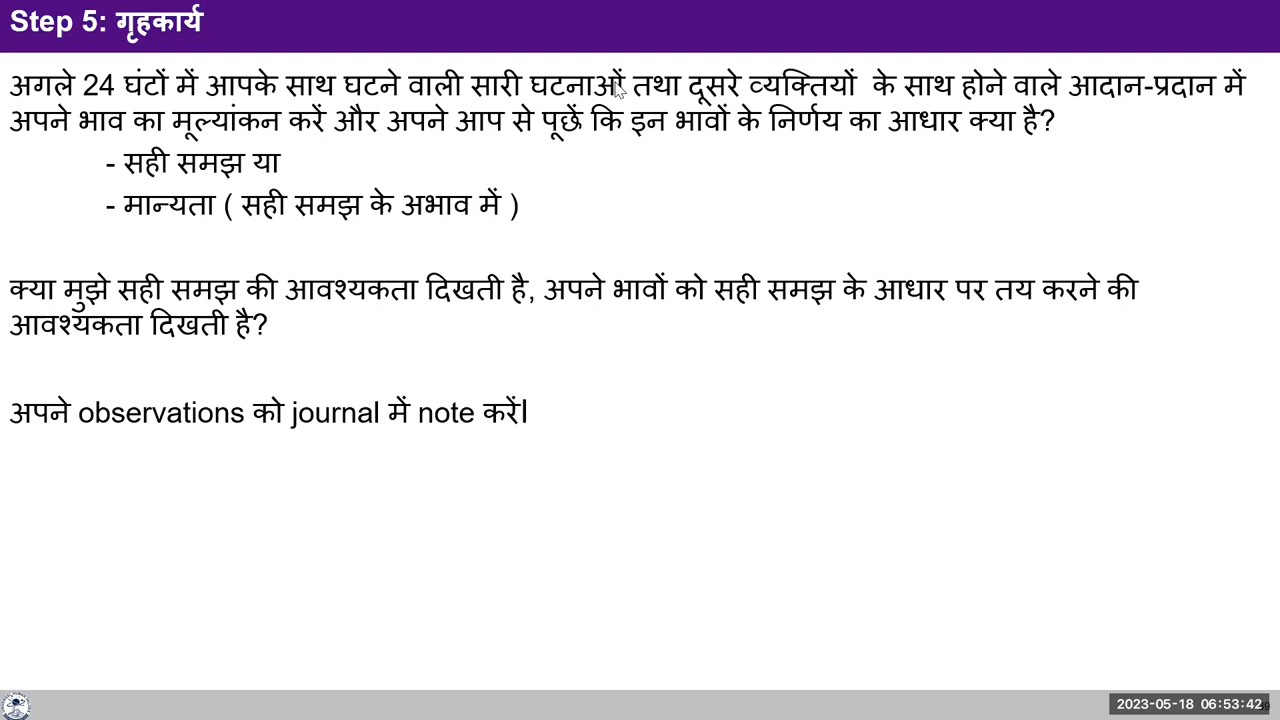 Step 5: गृहकार्य
अगले 24 घंटों में आपके साथ घटने वाली सारी घटनाओं तथा दूसरे व्यक्तियों के साथ होने वाले आदान-प्रदान में
अपने भाव का मूल्यांकन करें और अपने आप से पूछें कि इन भावों के निर्णय का आधार क्या है?
- सही समझ या
- मान्यता ( सही समझ के अभाव में )
क्या मुझे सही समझ की आवश्यकता दिखती है, अपने भावों को सही समझ के आधार पर तय करने की
आवश्यकता दिखती है?
अपने observations को journal में note करें।
2023-05-18 06:53:42